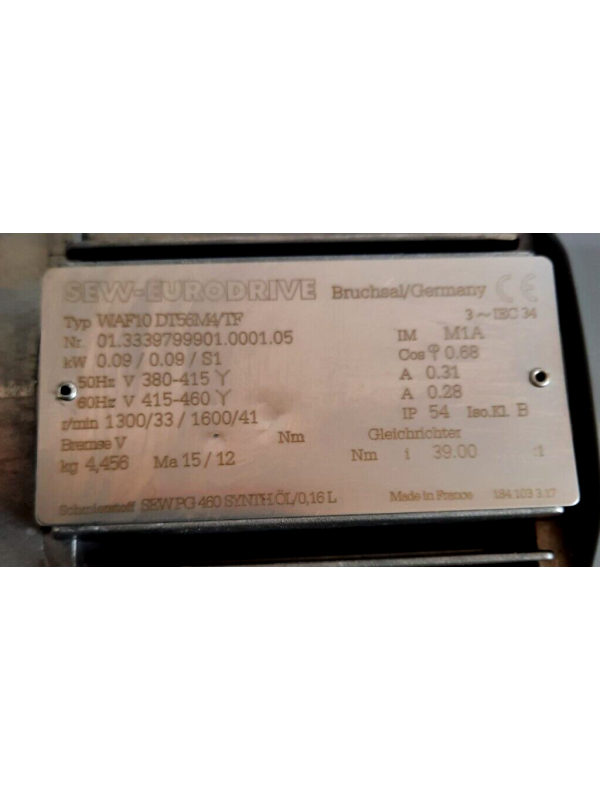 SEW-EURODRIVE Bruchsal/Germany CE
Typ WAF10 DT56M4/TF 3 ~ IEC 34
Nr. 01.3339799901.0001.05 IM M1A
kW 0.09 / 0.09 / S1 Cos φ 0.68
50Hz V 380-415 Y A 0.31
60Hz V 415-460 Y A 0.28
r/min 1300/33 / 1600/41 IP 54 Iso.Kl. B
Bremse V Nm Gleichrichter
kg 4,456 Ma 15 / 12 Nm i 39.00 :1
Schmierstoff SEW PG 460 SYNTH.ÖL/0,16 L Made in France 184 103 3.17